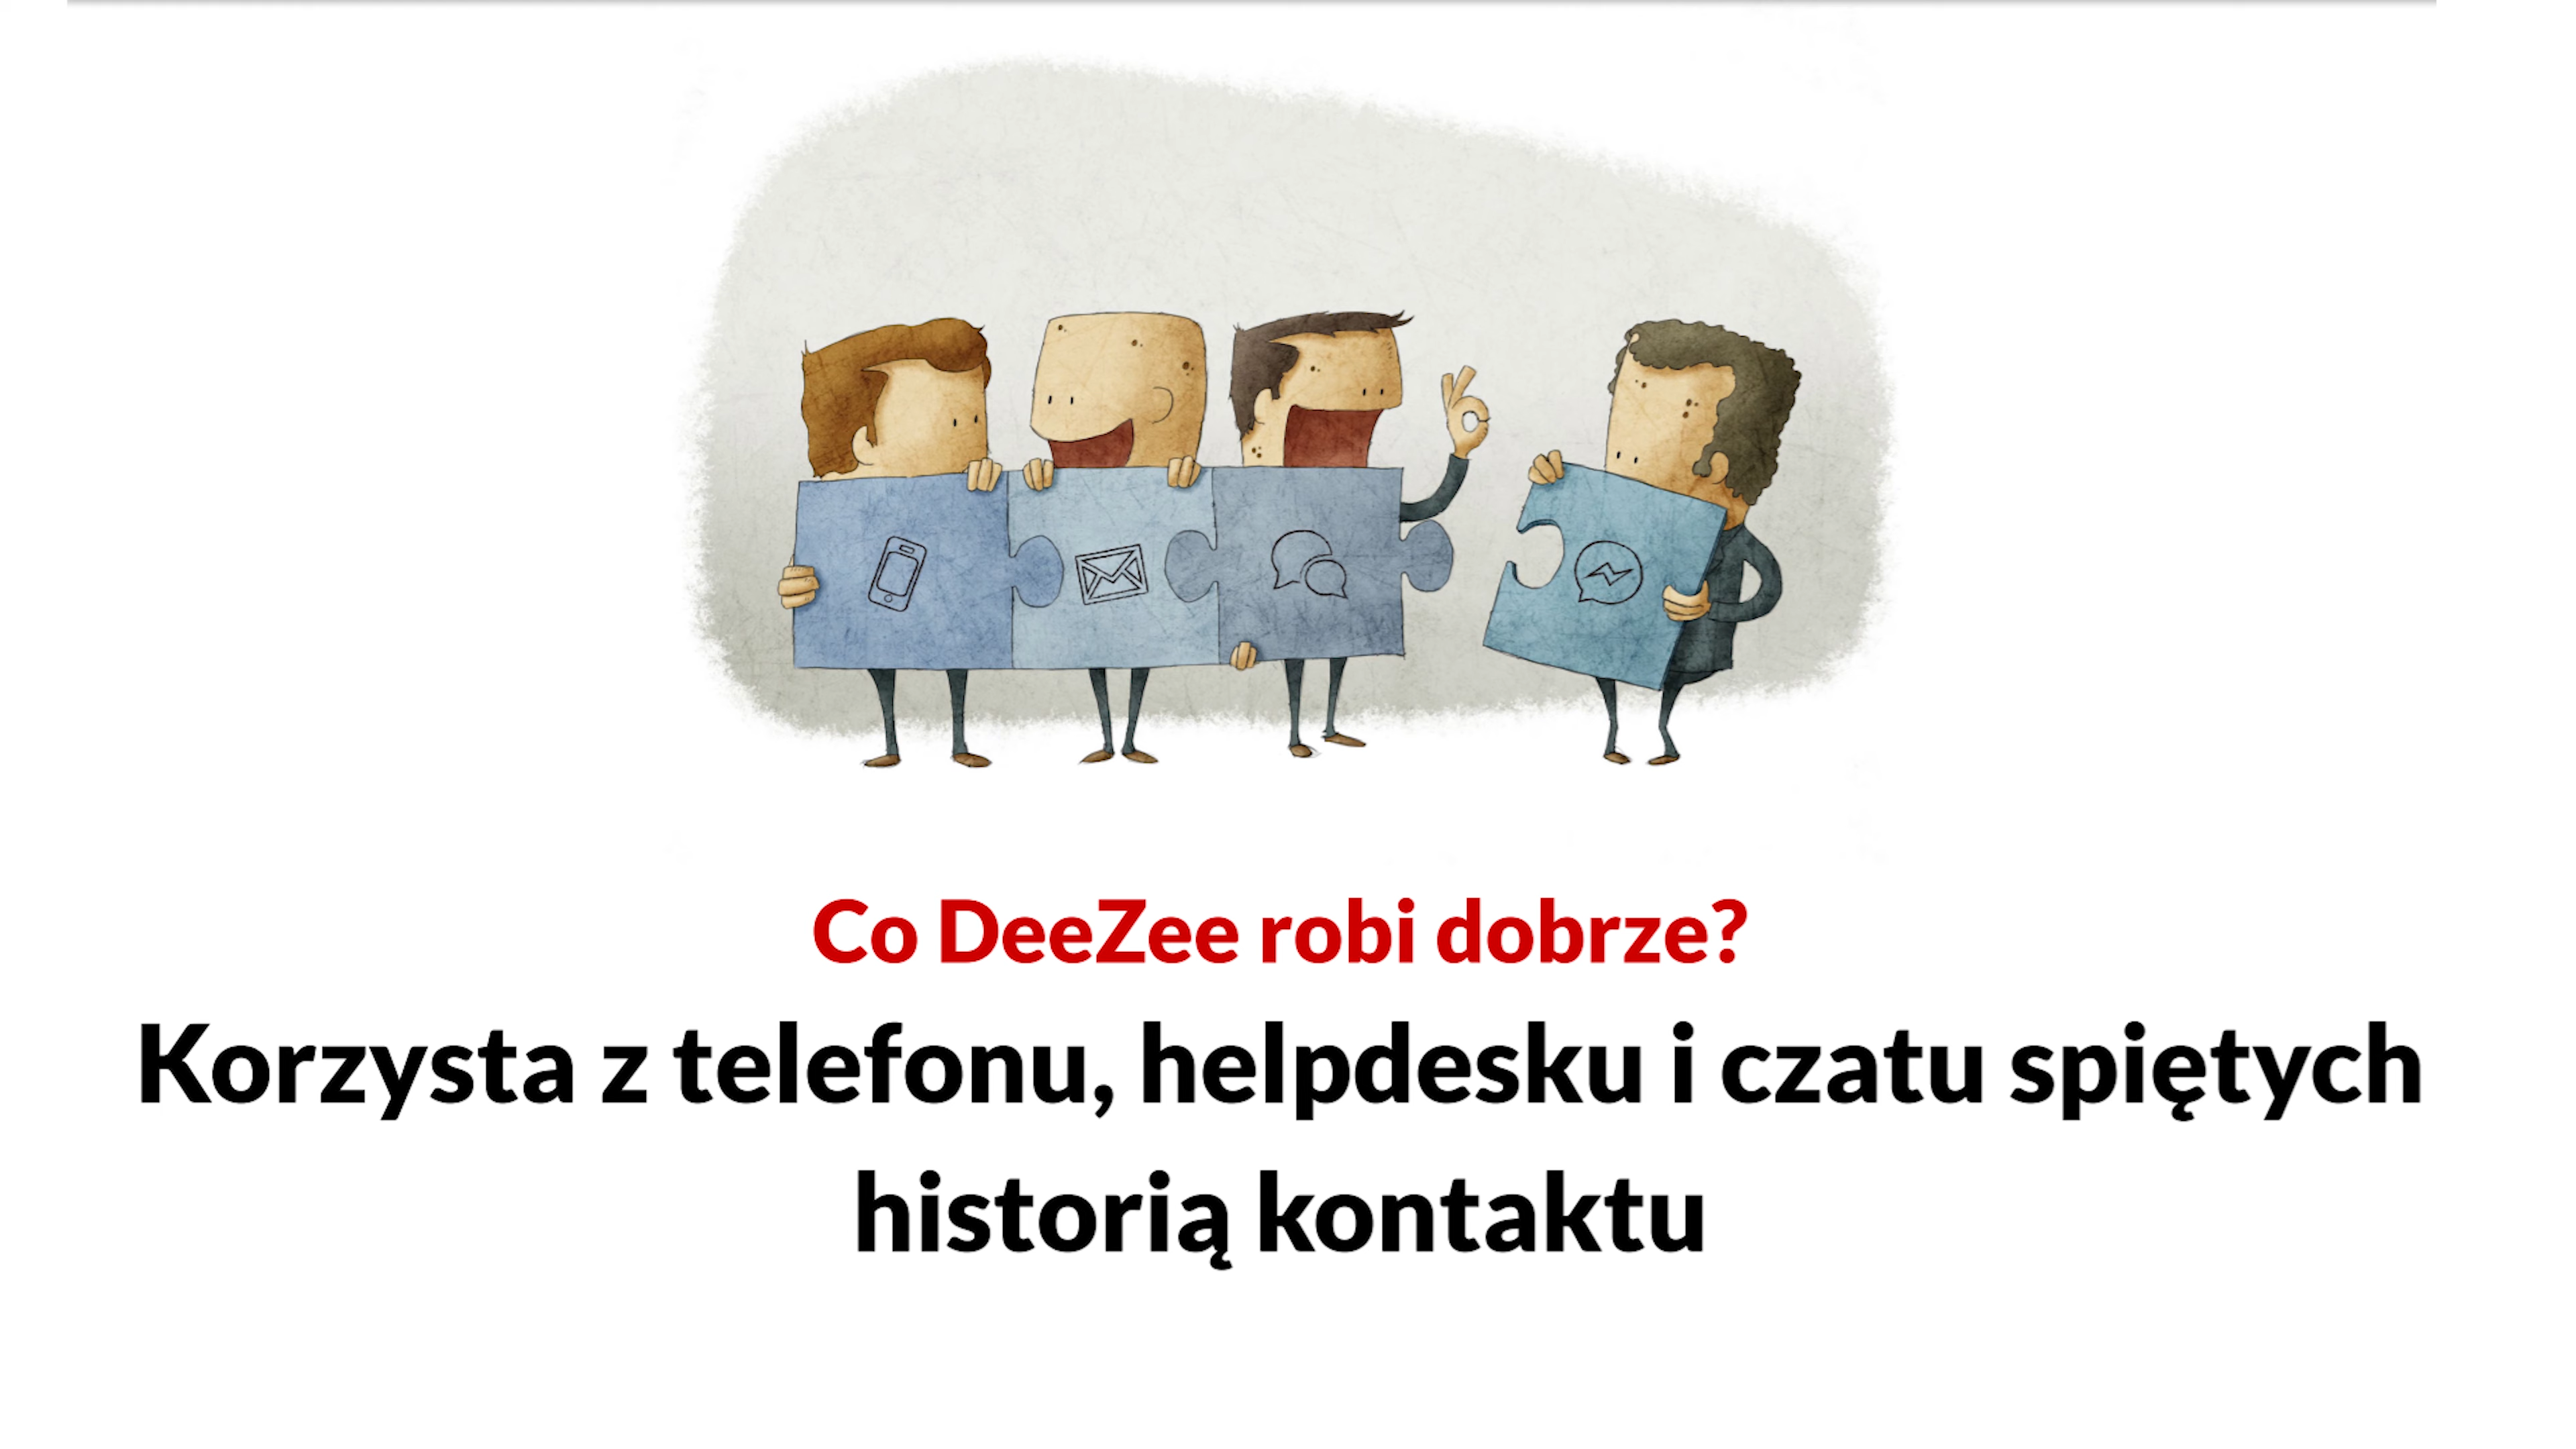 Co DeeZee robi dobrze?
Korzysta z telefonu, helpdesku i czatu spiętych
historią kontaktu